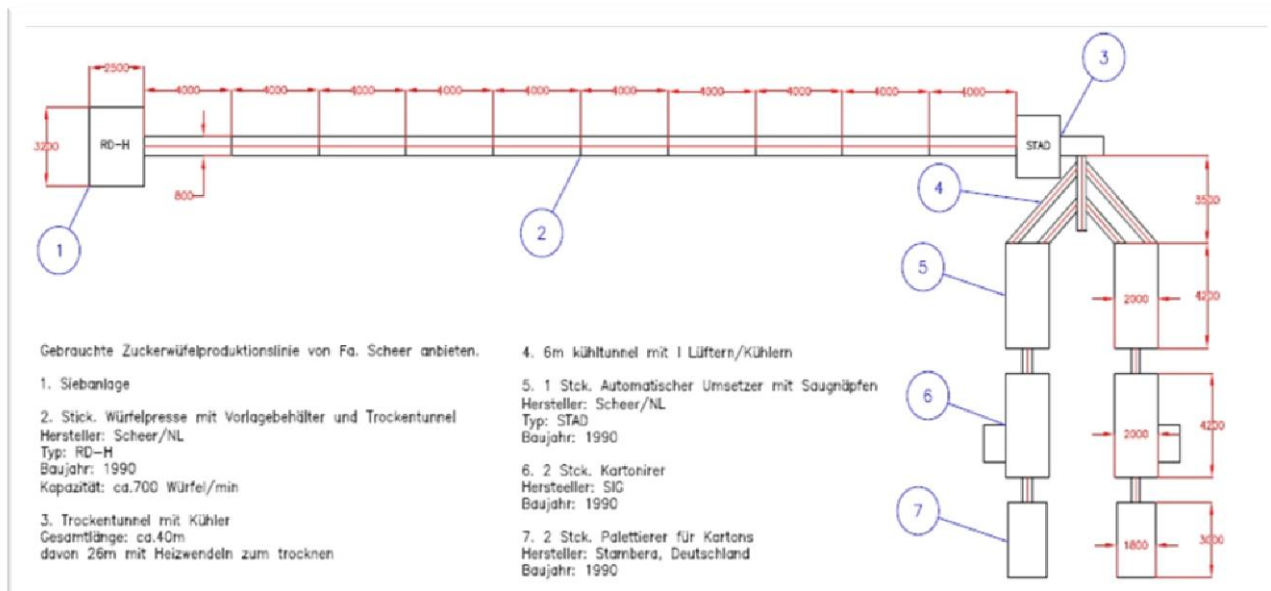 3
2500
4000 4000 4000 4000 4000 4000 4000 4000 4000 4000
3200
RD-H
STAD
800
4
3500
1
2
5
2000
4200
Gebrauchte Zuckerwüfelproduktionslinie von Fa. Scheer anbieten.
1. Siebanlage
2. Stick. Würfelpresse mit Vorlagebehälter und Trockentunnel
Hersteller: Scheer/NL
Typ: RD-H
Baujahr: 1990
Kapazität: ca.700 Würfel/min
3. Trockentunnel mit Kühler
Gesamtlänge: ca.40m
davon 26m mit Heizwendeln zum trocknen
4. 6m kühltunnel mit I Lüftern/Kühlern
5. 1 Stck. Automatischer Umsetzer mit Saugnäpfen
Hersteller: Scheer/NL
Typ: STAD
Baujahr: 1990
6. 2 Stck. Kartonirer
Hersteeller: SIG
Baujahr: 1990
7. 2 Stck. Palettierer für Kartons
Hersteller: Stambera, Deutschland
Baujahr: 1990
6
2000
4200
7
1800
3000